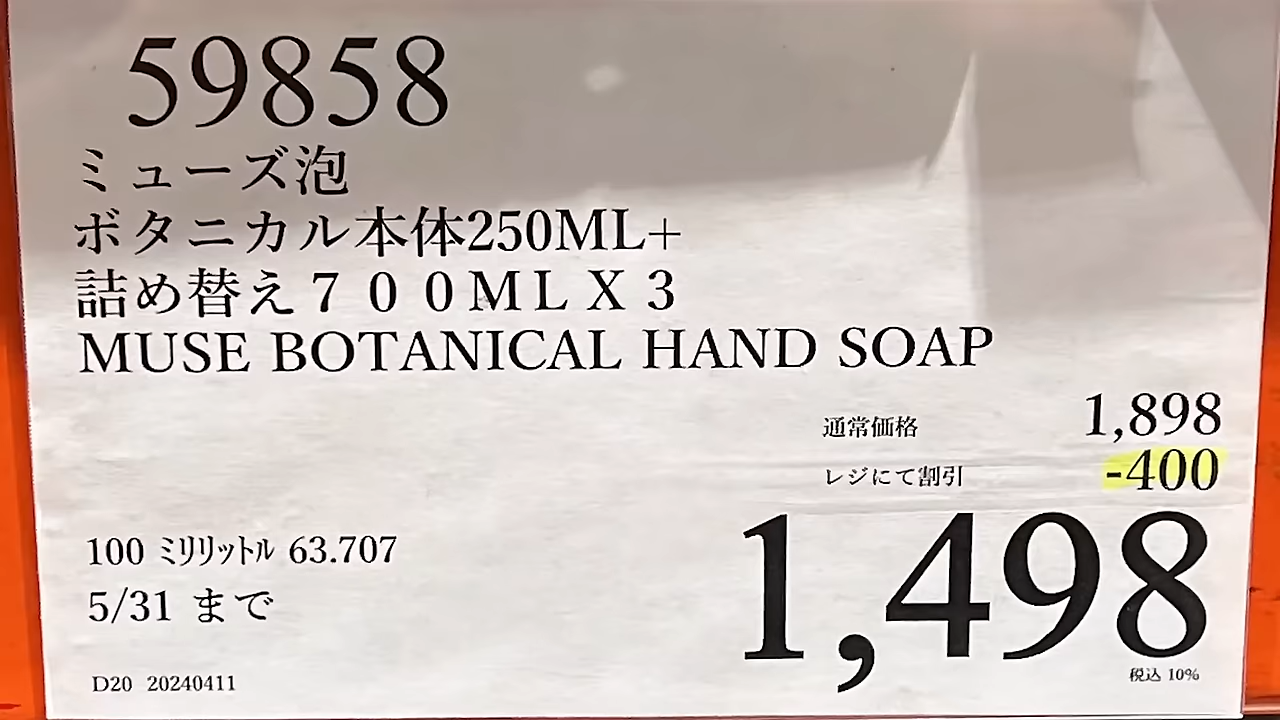 59858
ミューズ泡
ボタニカル本体250ML+
詰め替え７００ＭＬＸ３
MUSE BOTANICAL HAND SOAP
通常価格 1,898
レジにて割引 -400
1,498
税込 10%
100 ﾐﾘﾘｯﾄﾙ 63.707
5/31 まで
D20 20240411